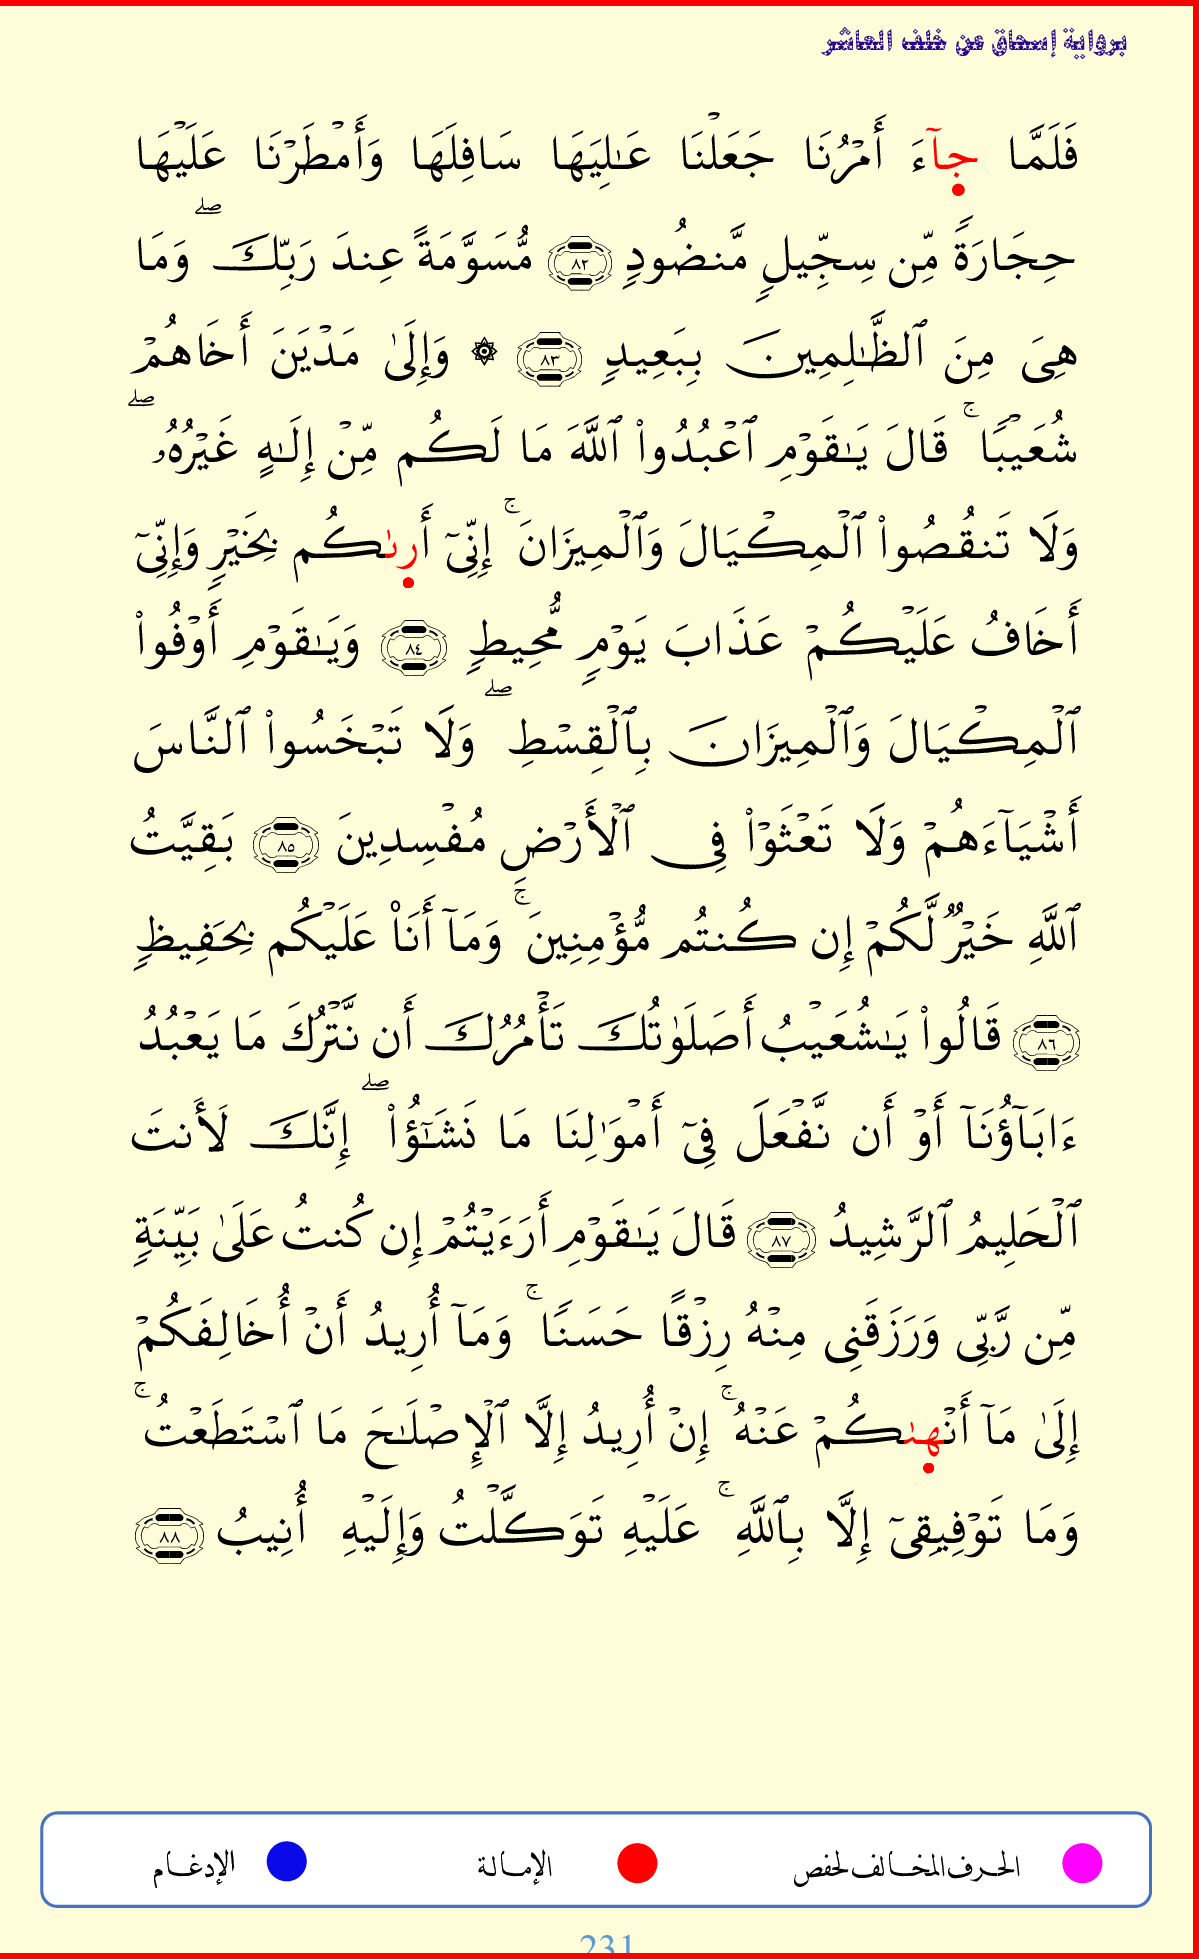 برواية إسحاق عن خلف العاشر
فَلَمَّا جَآءَ أَمْرُنَا جَعَلْنَا عَـٰلِيَهَا سَافِلَهَا وَأَمْطَرْنَا عَلَيْهَا
حِجَارَةً مِّن سِجِّيلٍ مَّنضُودٍ ٨٢ مُّسَوَّمَةً عِندَ رَبِّكَ ۖ وَمَا
هِىَ مِنَ ٱلظَّـٰلِمِينَ بِبَعِيدٍ ٨٣ ۞ وَإِلَىٰ مَدْيَنَ أَخَاهُمْ
شُعَيْبًا ۚ قَالَ يَـٰقَوْمِ ٱعْبُدُوا۟ ٱللَّهَ مَا لَكُم مِّنْ إِلَـٰهٍ غَيْرُهُۥ ۖ
وَلَا تَنقُصُوا۟ ٱلْمِكْيَالَ وَٱلْمِيزَانَ ۚ إِنِّىٓ أَرىٰكُم بِخَيْرٍ وَإِنِّىٓ
أَخَافُ عَلَيْكُمْ عَذَابَ يَوْمٍ مُّحِيطٍ ٨٤ وَيَـٰقَوْمِ أَوْفُوا۟
ٱلْمِكْيَالَ وَٱلْمِيزَانَ بِٱلْقِسْطِ ۖ وَلَا تَبْخَسُوا۟ ٱلنَّاسَ
أَشْيَآءَهُمْ وَلَا تَعْثَوْا۟ فِى ٱلْأَرْضِ مُفْسِدِينَ ٨٥ بَقِيَّتُ
ٱللَّهِ خَيْرٌ لَّكُمْ إِن كُنتُم مُّؤْمِنِينَ ۚ وَمَآ أَنَا۠ عَلَيْكُم بِحَفِيظٍ
٨٦ قَالُوا۟ يَـٰشُعَيْبُ أَصَلَوٰتُكَ تَأْمُرُكَ أَن نَّتْرُكَ مَا يَعْبُدُ
ءَابَآؤُنَآ أَوْ أَن نَّفْعَلَ فِىٓ أَمْوَٰلِنَا مَا نَشَـٰٓؤُا۟ ۖ إِنَّكَ لَأَنتَ
ٱلْحَلِيمُ ٱلرَّشِيدُ ٨٧ قَالَ يَـٰقَوْمِ أَرَءَيْتُمْ إِن كُنتُ عَلَىٰ بَيِّنَةٍ
مِّن رَّبِّى وَرَزَقَنِى مِنْهُ رِزْقًا حَسَنًا ۚ وَمَآ أُرِيدُ أَنْ أُخَالِفَكُمْ
إِلَىٰ مَآ أَنْهىٰكُمْ عَنْهُ ۚ إِنْ أُرِيدُ إِلَّا ٱلْإِصْلَـٰحَ مَا ٱسْتَطَعْتُ ۚ
وَمَا تَوْفِيقِىٓ إِلَّا بِٱللَّهِ ۚ عَلَيْهِ تَوَكَّلْتُ وَإِلَيْهِ أُنِيبُ ٨٨
الحرف المخالف لحفص الإمالة الإدغام
231